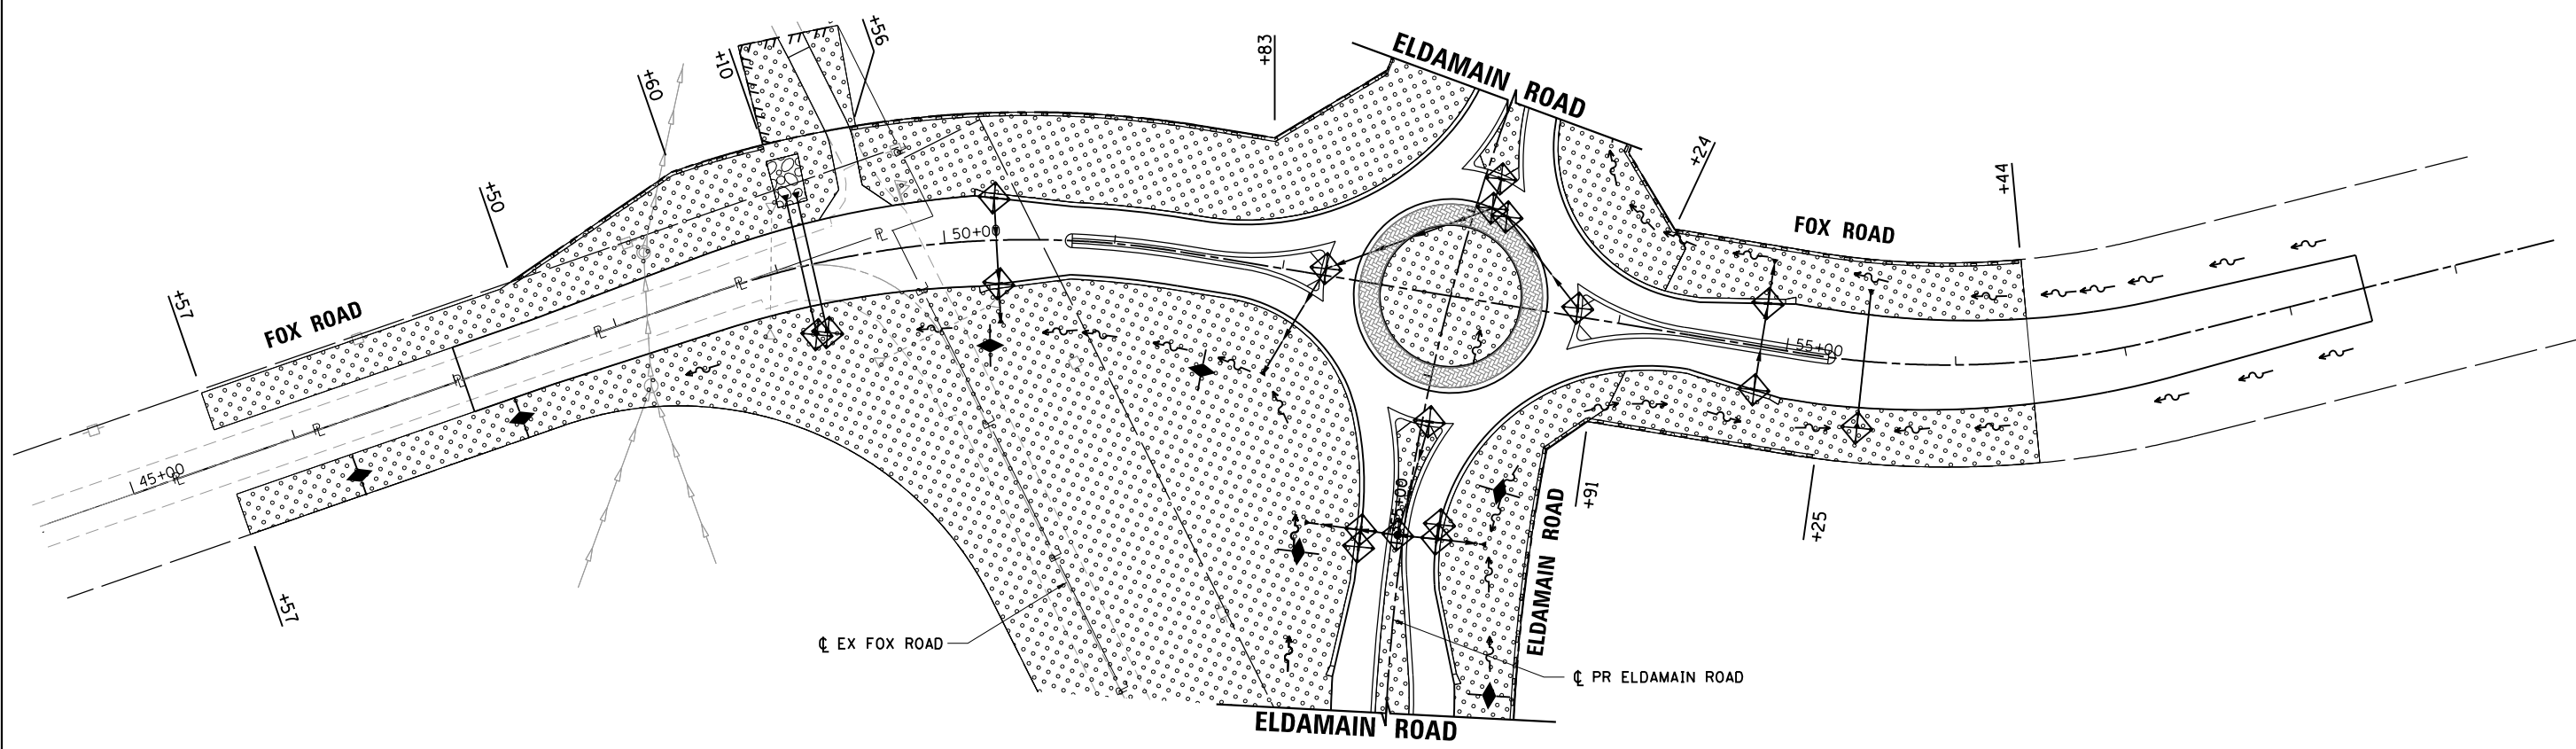 +56
+10
+60
+83
ELDAMAIN ROAD
+24
+44
+50
FOX ROAD
50+00
+57
FOX ROAD
55+00
45+00
+91
+25
ELDAMAIN ROAD
+57
℄ EX FOX ROAD
℄ PR ELDAMAIN ROAD
ELDAMAIN ROAD